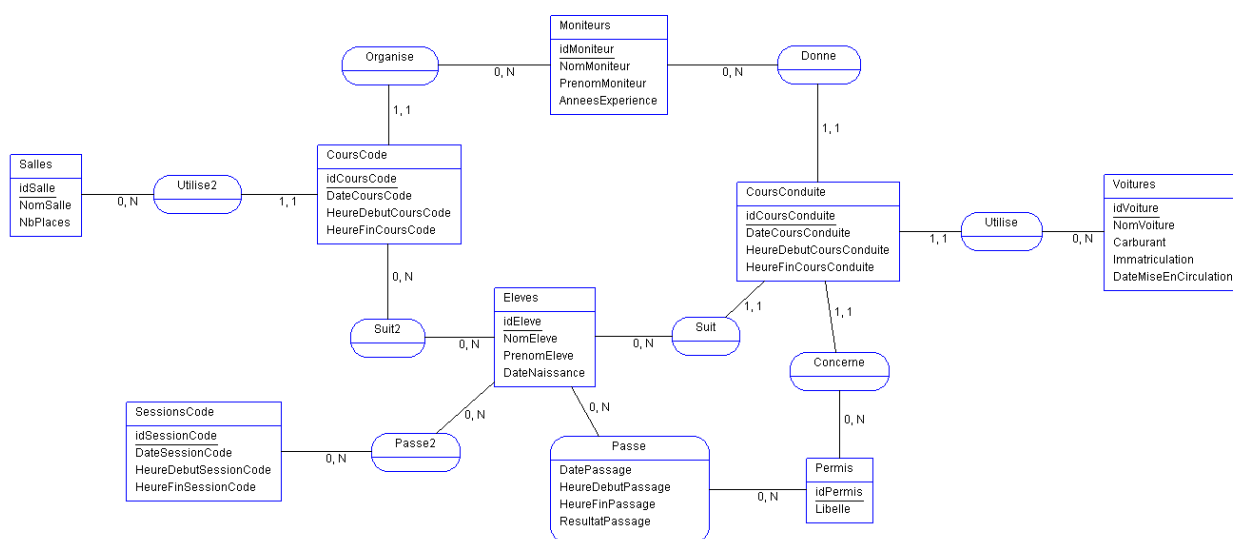 Moniteurs
idMoniteur
NomMoniteur
PrenomMoniteur
AnneesExperience
Organise
0, N
0, N
Donne
1, 1
1, 1
Salles
idSalle
NomSalle
NbPlaces
0, N
Utilise2
1, 1
CoursCode
idCoursCode
DateCoursCode
HeureDebutCoursCode
HeureFinCoursCode
CoursConduite
idCoursConduite
DateCoursConduite
HeureDebutCoursConduite
HeureFinCoursConduite
1, 1
Utilise
0, N
Voitures
idVoiture
NomVoiture
Carburant
Immatriculation
DateMiseEnCirculation
0, N
Suit2
0, N
Eleves
idEleve
NomEleve
PrenomEleve
DateNaissance
0, N
Suit
1, 1
1, 1
Concerne
0, N
SessionsCode
idSessionCode
DateSessionCode
HeureDebutSessionCode
HeureFinSessionCode
0, N
Passe2
0, N
0, N
Passe
DatePassage
HeureDebutPassage
HeureFinPassage
ResultatPassage
0, N
Permis
idPermis
Libelle